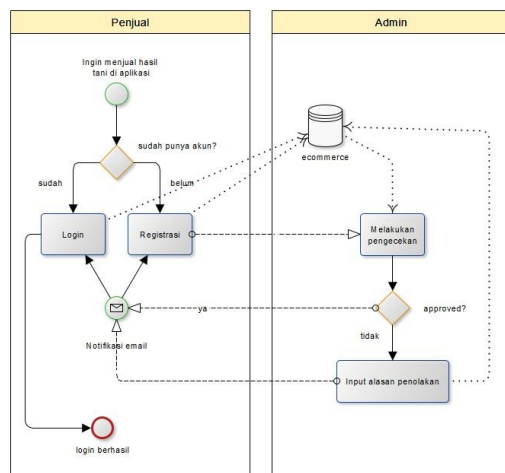 Penjual
Admin
Ingin menjual hasil
tani di aplikasi
sudah punya akun?
ecommerce
sudah
belum
Login
Registrasi
Melakukan
pengecekan
ya
approved?
Notifikasi email
tidak
Input alasan penolakan
login berhasil